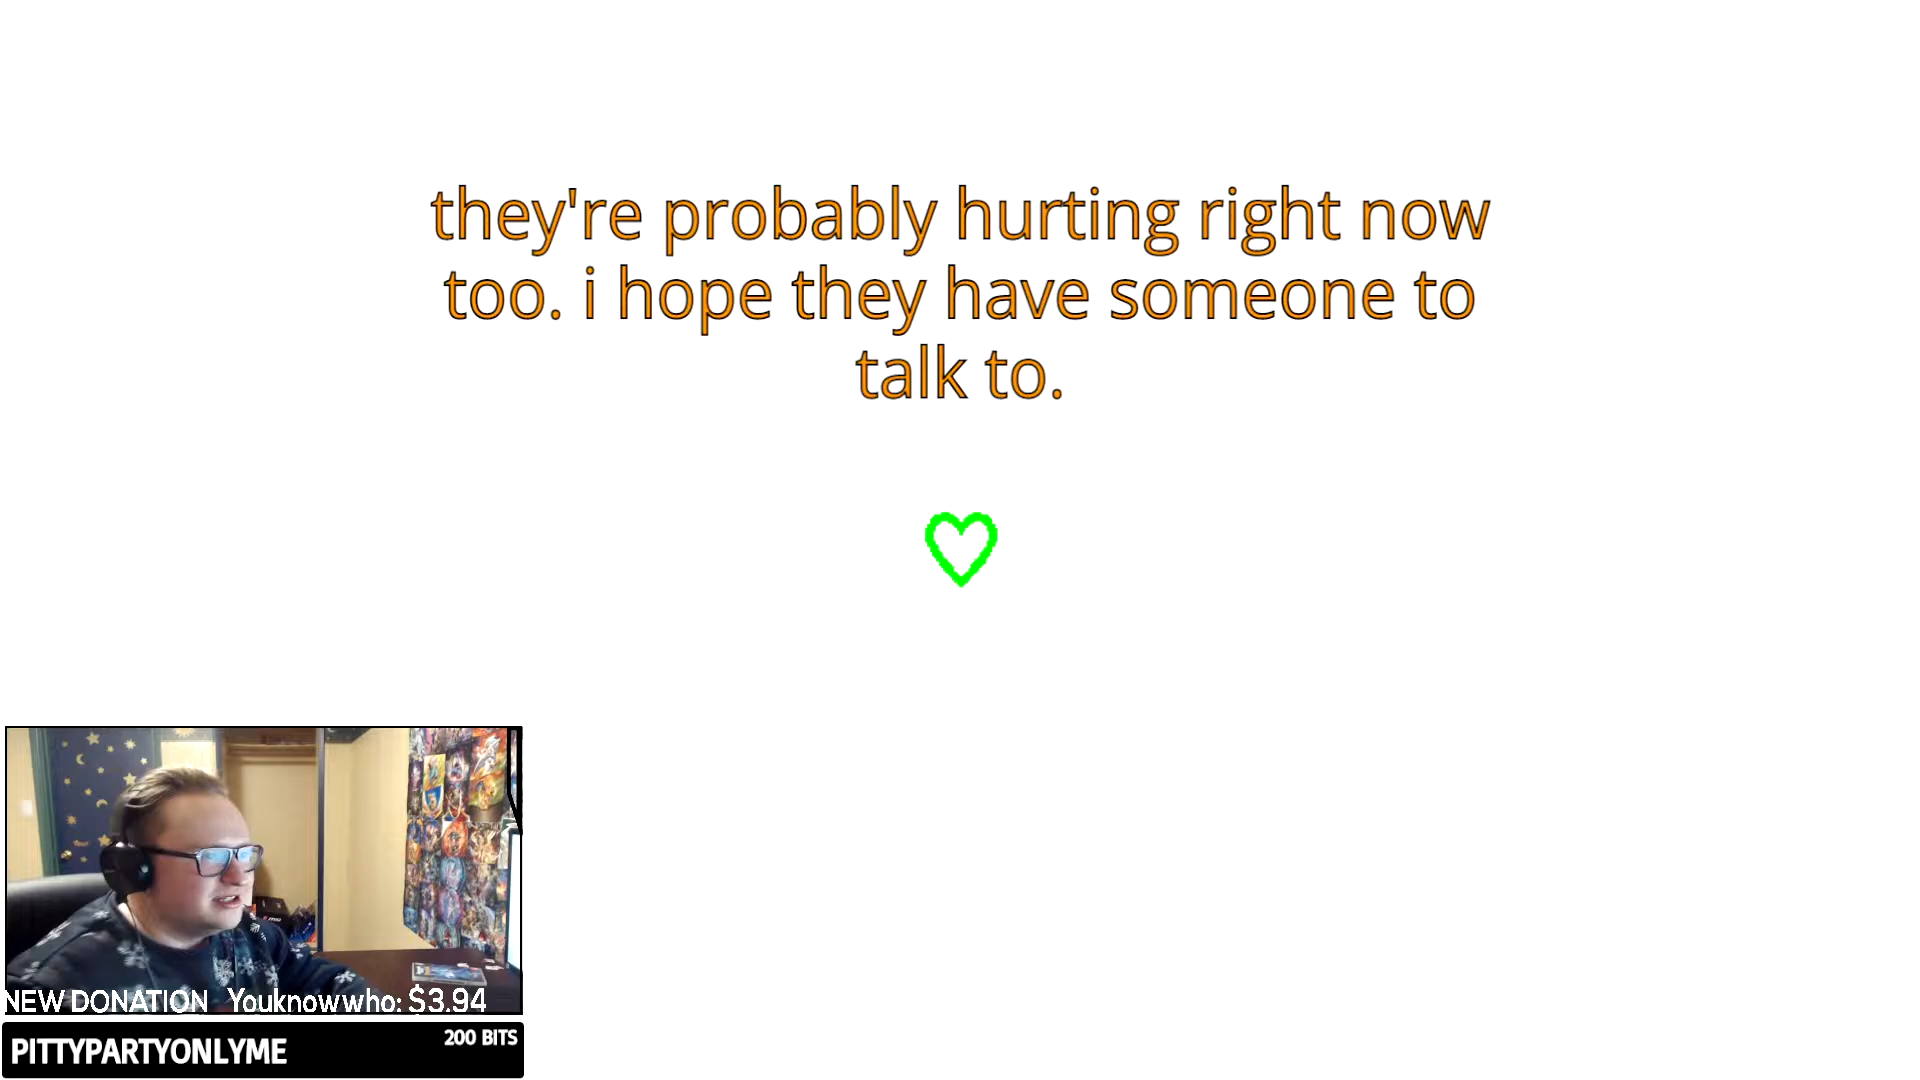 they're probably hurting right now
too. i hope they have someone to
talk to.
NEW DONATION Youknowwho: $3.94
200 BITS
PITTYPARTYONLYME